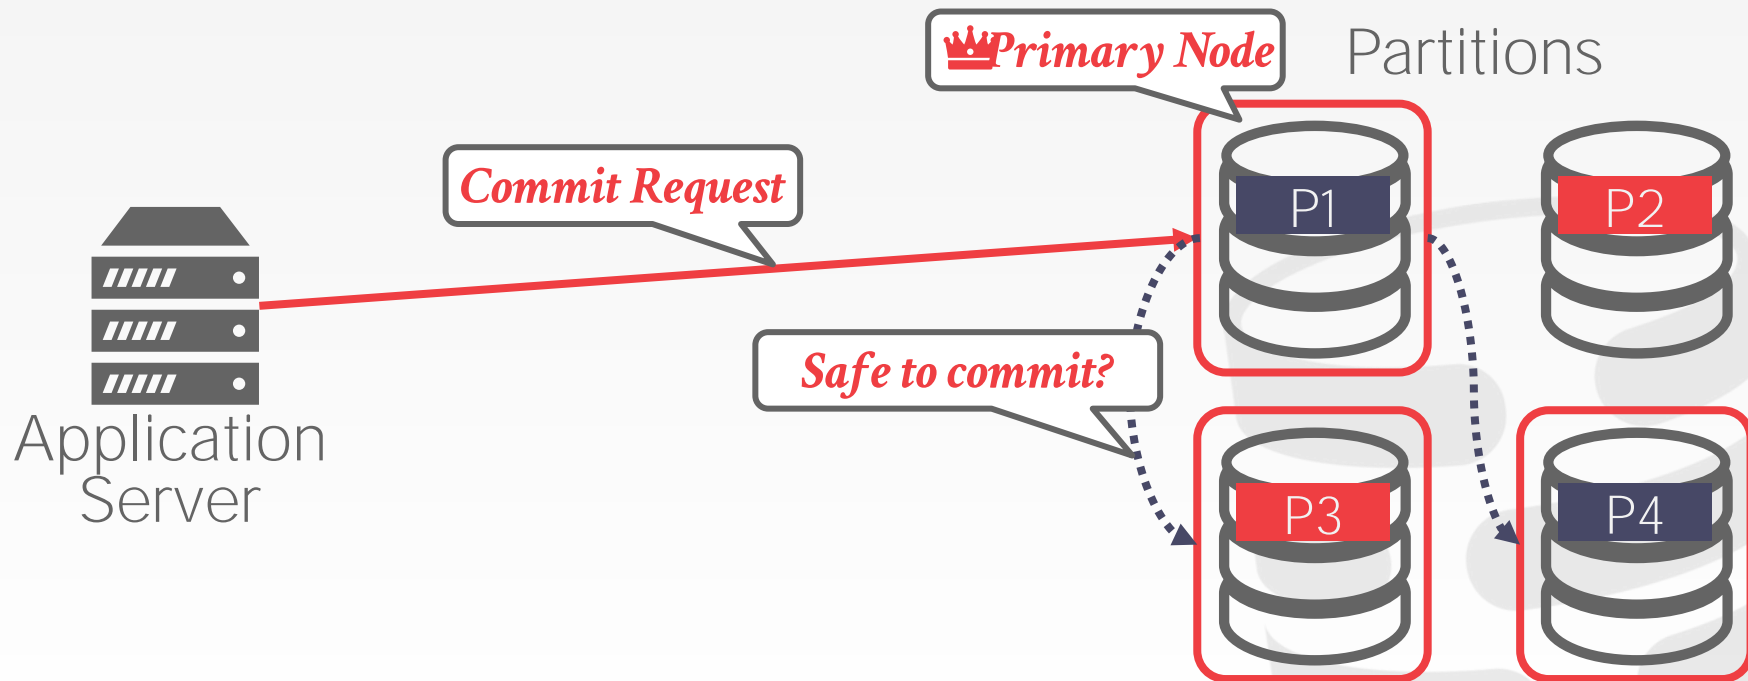 Primary Node
Partitions
Commit Request
P1
P2
Safe to commit?
Application
Server
P3
P4